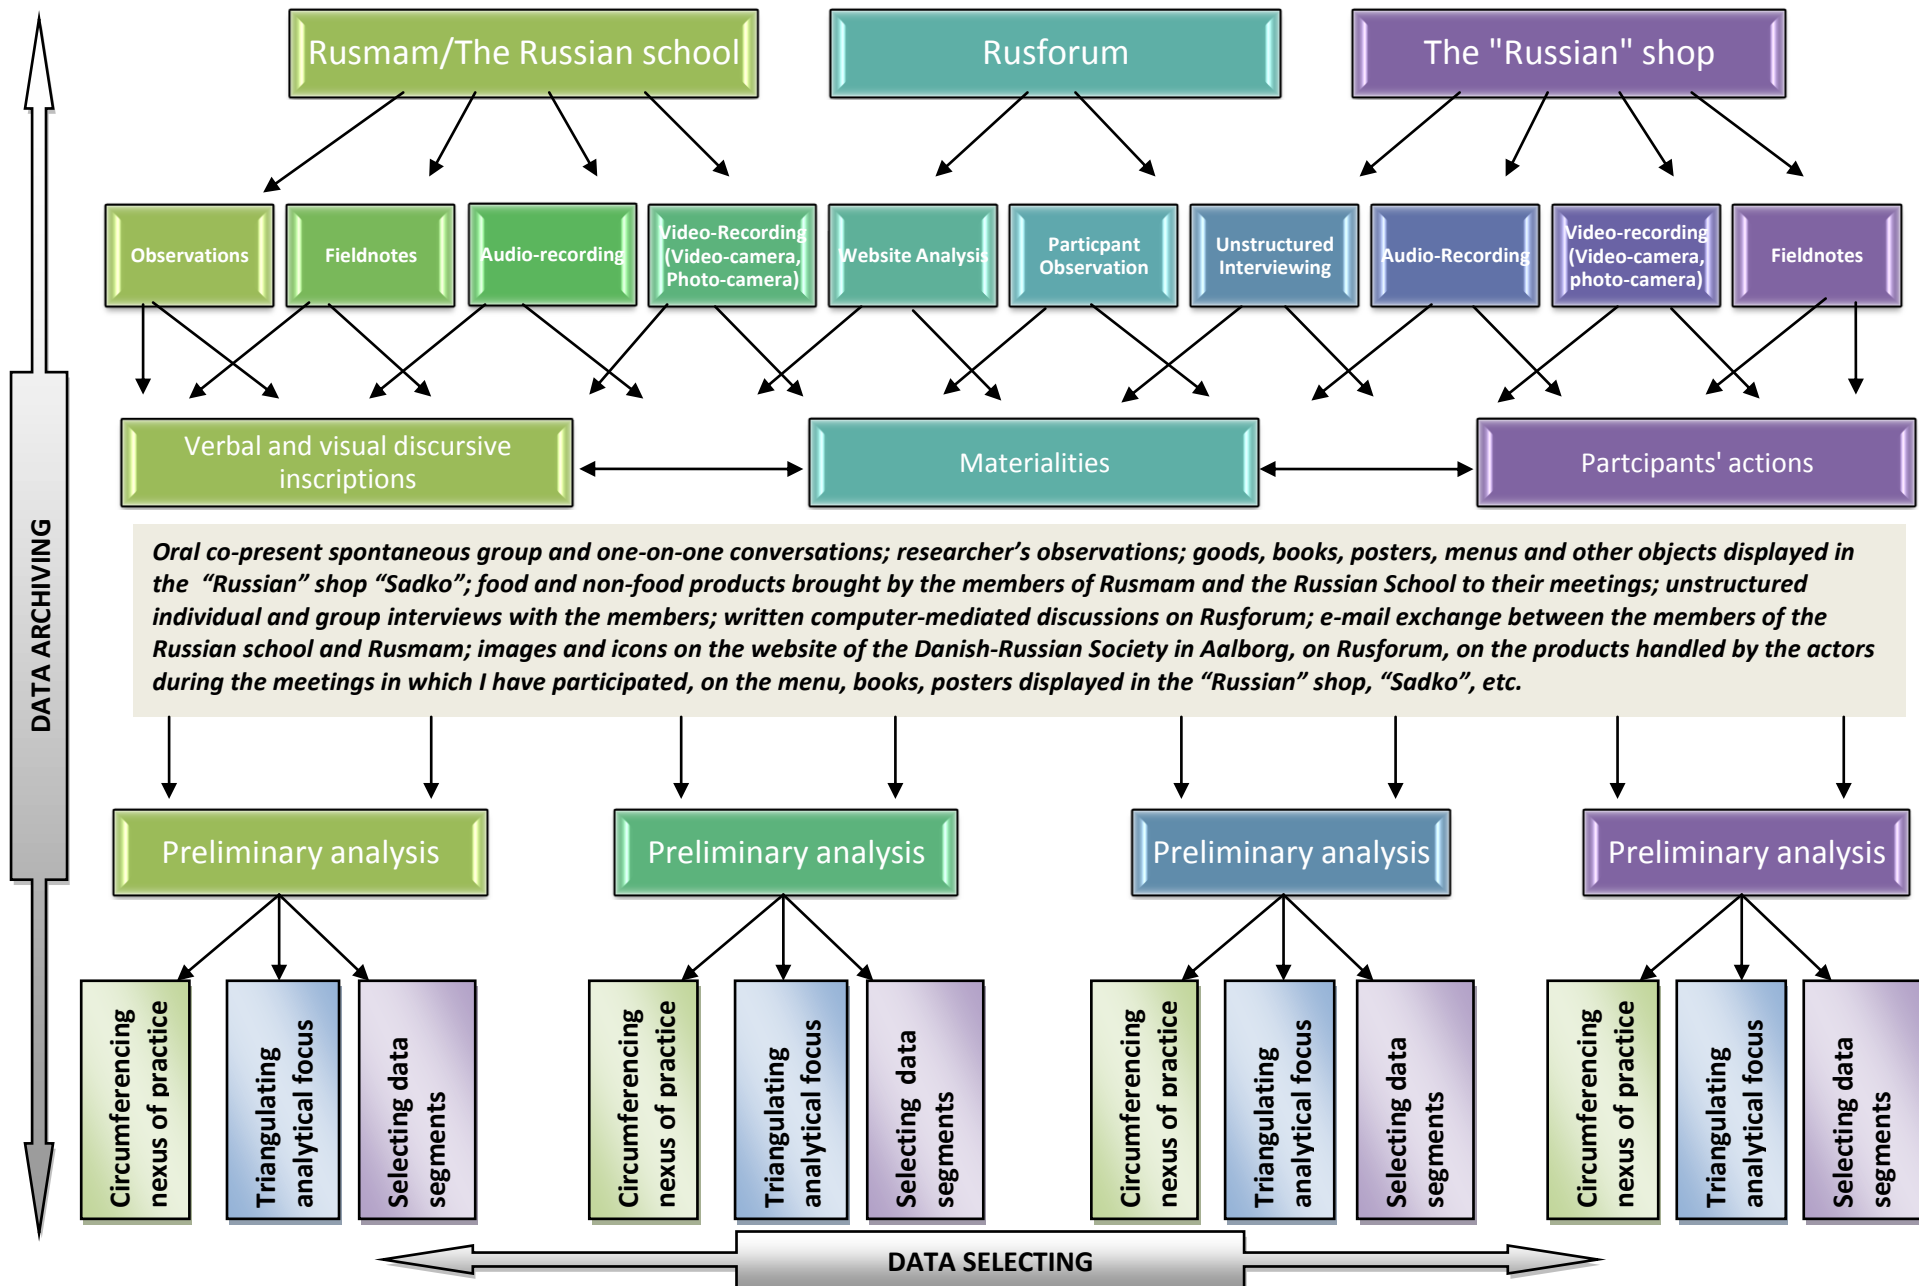 Rusmam/The Russian school
Rusforum
The "Russian" shop
Observations
Fieldnotes
Audio-recording
Video-Recording
(Video-camera,
Photo-camera)
Website Analysis
Particpant
Observation
Unstructured
Interviewing
Audio-Recording
Video-recording
(Video-camera,
photo-camera)
Fieldnotes
Verbal and visual discursive
inscriptions
Materialities
Partcipants' actions
DATA ARCHIVING
Oral co-present spontaneous group and one-on-one conversations; researcher’s observations; goods, books, posters, menus and other objects displayed in
the “Russian” shop “Sadko”; food and non-food products brought by the members of Rusmam and the Russian School to their meetings; unstructured
individual and group interviews with the members; written computer-mediated discussions on Rusforum; e-mail exchange between the members of the
Russian school and Rusmam; images and icons on the website of the Danish-Russian Society in Aalborg, on Rusforum, on the products handled by the actors
during the meetings in which I have participated, on the menu, books, posters displayed in the “Russian” shop, “Sadko”, etc.
Preliminary analysis
Preliminary analysis
Preliminary analysis
Preliminary analysis
Circumferencing
nexus of practice
Triangulating
analytical focus
Selecting data
segments
Circumferencing
nexus of practice
Triangulating
analytical focus
Selecting  data
segments
Circumferencing
nexus of practice
Triangulating
analytical focus
Selecting data
segments
Circumferencing
nexus of practice
Triangulating
analytical focus
Selecting data
segments
DATA SELECTING